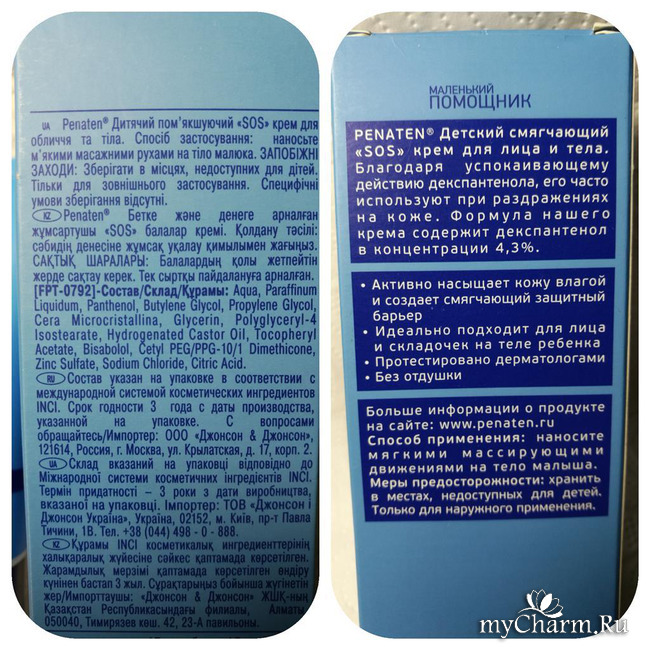 UA Penaten® Дитячий пом'якшуючий «SOS» крем для
обличчя та тіла. Спосіб застосування: наносьте
м'якими масажними рухами на тіло малюка. ЗАПОБІЖНІ
ЗАХОДИ: Зберігати в місцях, недоступних для дітей.
Тільки для зовнішнього застосування. Специфічні
умови зберігання відсутні.
KZ Penaten® Бетке және денеге арналған
жұмсартушы «SOS» балалар кремі. Қолдану тәсілі:
сәбидің денесіне жұмсақ уқалау қимылымен жағыңыз.
САҚТЫҚ ШАРАЛАРЫ: Балалардың қолы жетпейтін
жерде сақтау керек. Тек сыртқы пайдалануға арналған.
[FPT-0792]-Состав/Склад/Құрамы: Aqua, Paraffinum
Liquidum, Panthenol, Butylene Glycol, Propylene Glycol,
Cera Microcristallina, Glycerin, Polyglyceryl-4
Isostearate, Hydrogenated Castor Oil, Tocopheryl
Acetate, Bisabolol, Cetyl PEG/PPG-10/1 Dimethicone,
Zinc Sulfate, Sodium Chloride, Citric Acid.
RU Состав указан на упаковке в соответствии с
международной системой косметических ингредиентов
INCI. Срок годности 3 года с даты производства,
указанной на упаковке. С вопросами
обращайтесь/Импортер: ООО «Джонсон & Джонсон»,
121614, Россия, г. Москва, ул. Крылатская, д. 17, корп. 2.
UA Склад вказаний на упаковці відповідно до
Міжнародної системи косметичних інгредієнтів INCI.
Термін придатності – 3 роки з дати виробництва,
вказаної на упаковці. Імпортер: ТОВ «Джонсон і
Джонсон Україна», Україна, 02152, м. Київ, пр-т Павла
Тичини, 1В. Тел. +38 (044) 498 - 0 - 888.
KZ Құрамы INCI косметикалық ингредиенттерінің
халықаралық жүйесіне сәйкес қаптамада көрсетілген.
Жарамдылық мерзімі қаптамада көрсетілген өндіру
күнінен бастап 3 жыл. Сұрақтарыңыз бойынша жүгінетін
жер/Импорттаушы: «Джонсон & Джонсон» ЖШҚ-ның
Қазақстан Республикасындағы филиалы, Алматы
050040, Тимирязев көш. 42, 23-А павильоны.
МАЛЕНЬКИЙ
ПОМОЩНИК
PENATEN® Детский смягчающий
«SOS» крем для лица и тела.
Благодаря успокаивающему
действию декспантенола, его часто
используют при раздражениях
на коже. Формула нашего
крема содержит декспантенол
в концентрации 4,3%.
• Активно насыщает кожу влагой
и создает смягчающий защитный
барьер
• Идеально подходит для лица
и складочек на теле ребенка
• Протестировано дерматологами
• Без отдушки
Больше информации о продукте
на сайте: www.penaten.ru
Способ применения: наносите
мягкими массирующими
движениями на тело малыша.
Меры предосторожности: хранить
в местах, недоступных для детей.
Только для наружного применения.
myCharm.Ru